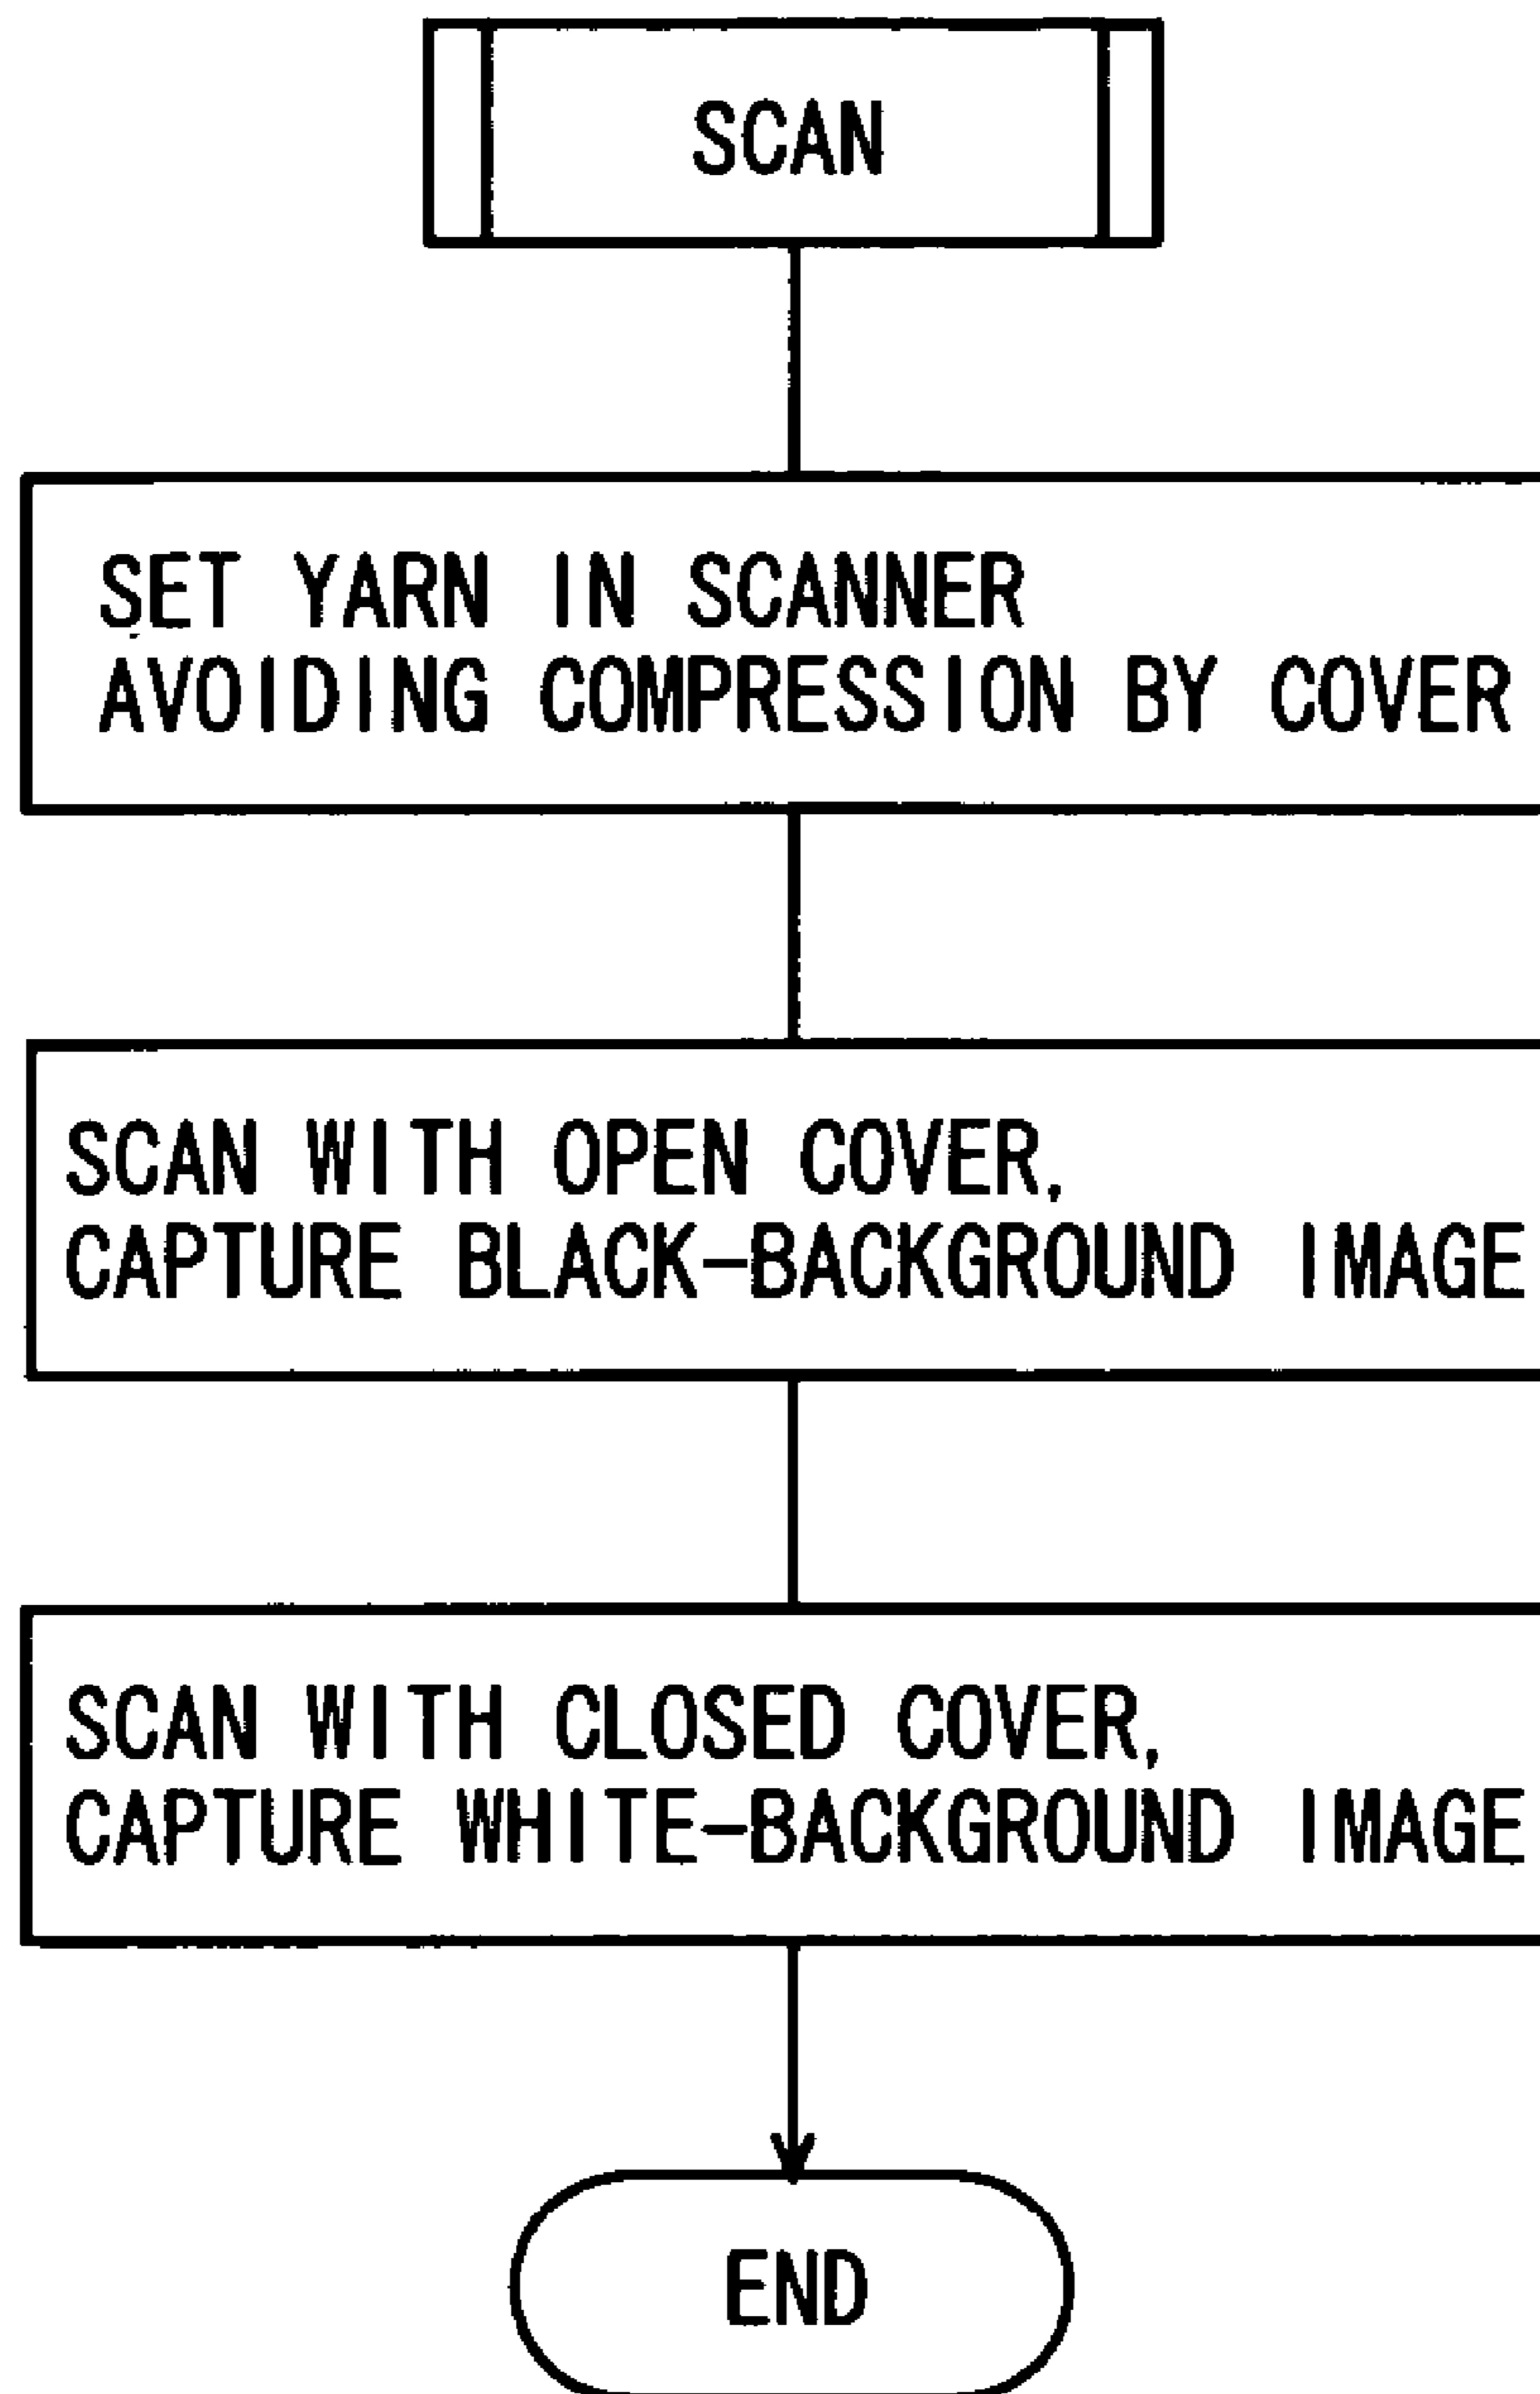 SCAN
SET YARN IN SCANNER
AVOIDING COMPRESSION BY COVER
SCAN WITH OPEN COVER,
CAPTURE BLACK-BACKGROUND IMAGE
SCAN WITH CLOSED COVER,
CAPTURE WHITE-BACKGROUND IMAGE
END